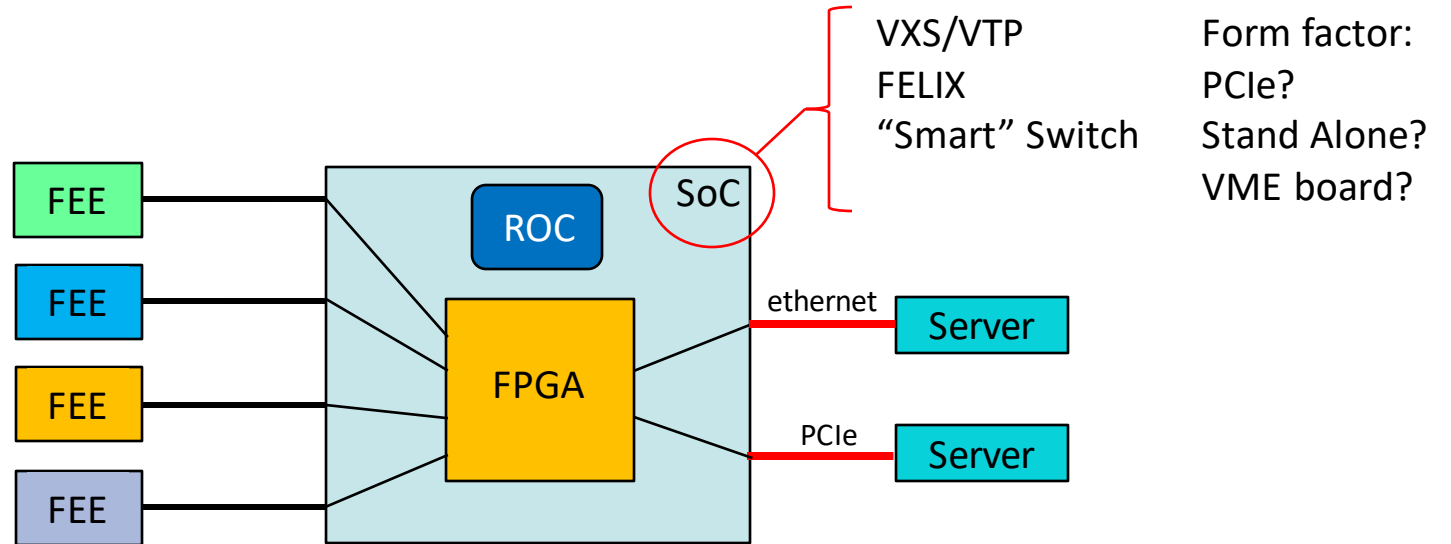 VXS/VTP
FELIX
“Smart” Switch
Form factor:
PCIe?
Stand Alone?
VME board?
FEE
FEE
FEE
FEE
SoC
ROC
FPGA
ethernet
PCIe
Server
Server